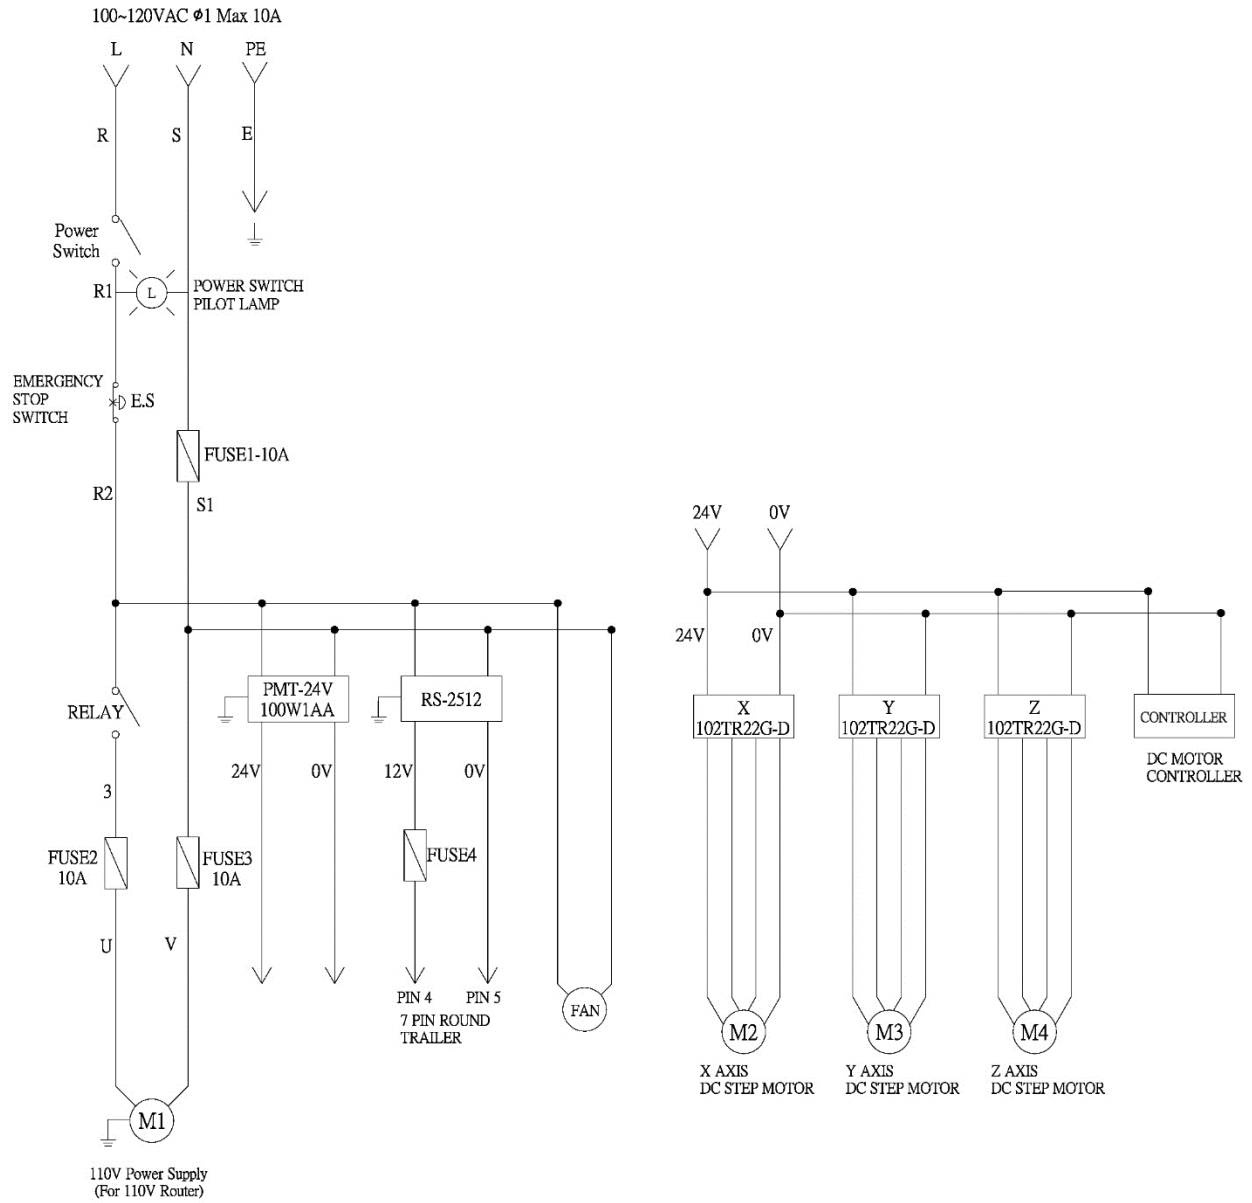 100~120VAC ϕ1 Max 10A
L N PE
R S E
Power
Switch
R1
L
POWER SWITCH
PILOT LAMP
EMERGENCY
STOP
SWITCH
E.S
FUSE1-10A
R2
S1
24V 0V
24V 0V
RELAY
PMT-24V
100W1AA
RS-2512
X
102TR22G-D
Y
102TR22G-D
Z
102TR22G-D
CONTROLLER
DC MOTOR
CONTROLLER
3
24V 0V 12V 0V
FUSE2
10A
FUSE3
10A
FUSE4
U V
PIN 4 PIN 5
7 PIN ROUND
TRAILER
FAN
M2 M3 M4
X AXIS
DC STEP MOTOR
Y AXIS
DC STEP MOTOR
Z AXIS
DC STEP MOTOR
M1
110V Power Supply
(For 110V Router)